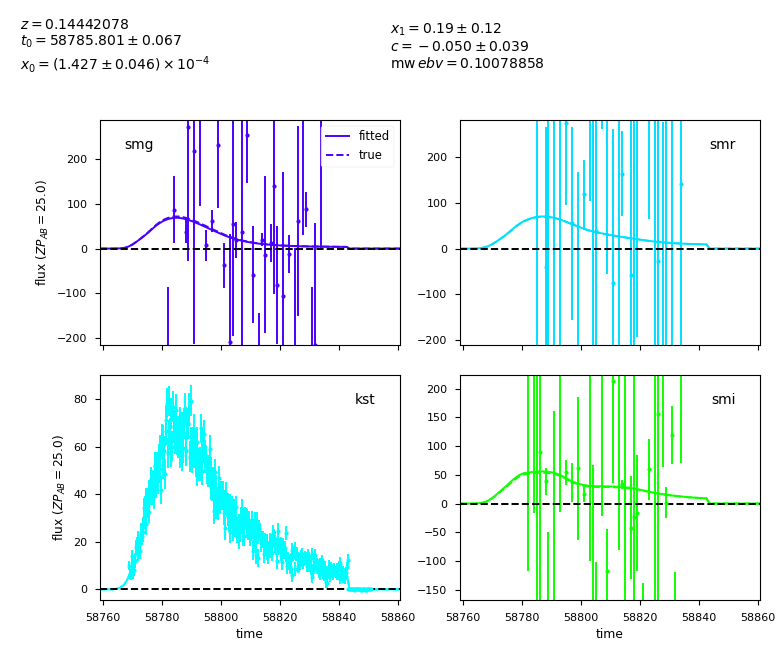 z = 0.14442078
t₀ = 58785.801 ± 0.067
x₀ = (1.427 ± 0.046) × 10⁻⁴
x₁ = 0.19 ± 0.12
c = −0.050 ± 0.039
mw ebv = 0.10078858
smg
fitted
true
200
100
0
−100
−200
flux (ZP_AB = 25.0)
smr
200
100
0
−100
−200
kst
80
60
40
20
0
flux (ZP_AB = 25.0)
58760 58780 58800 58820 58840 58860
time
smi
200
150
100
50
0
−50
−100
−150
58760 58780 58800 58820 58840 58860
time